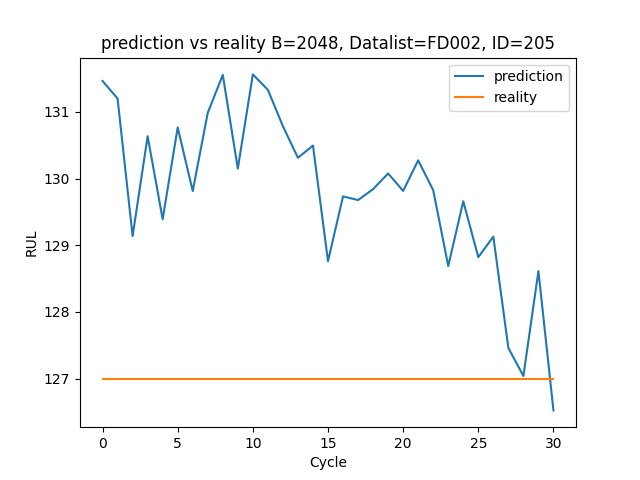 prediction vs reality B=2048, Datalist=FD002, ID=205
prediction
reality
RUL
131
130
129
128
127
0 5 10 15 20 25 30
Cycle